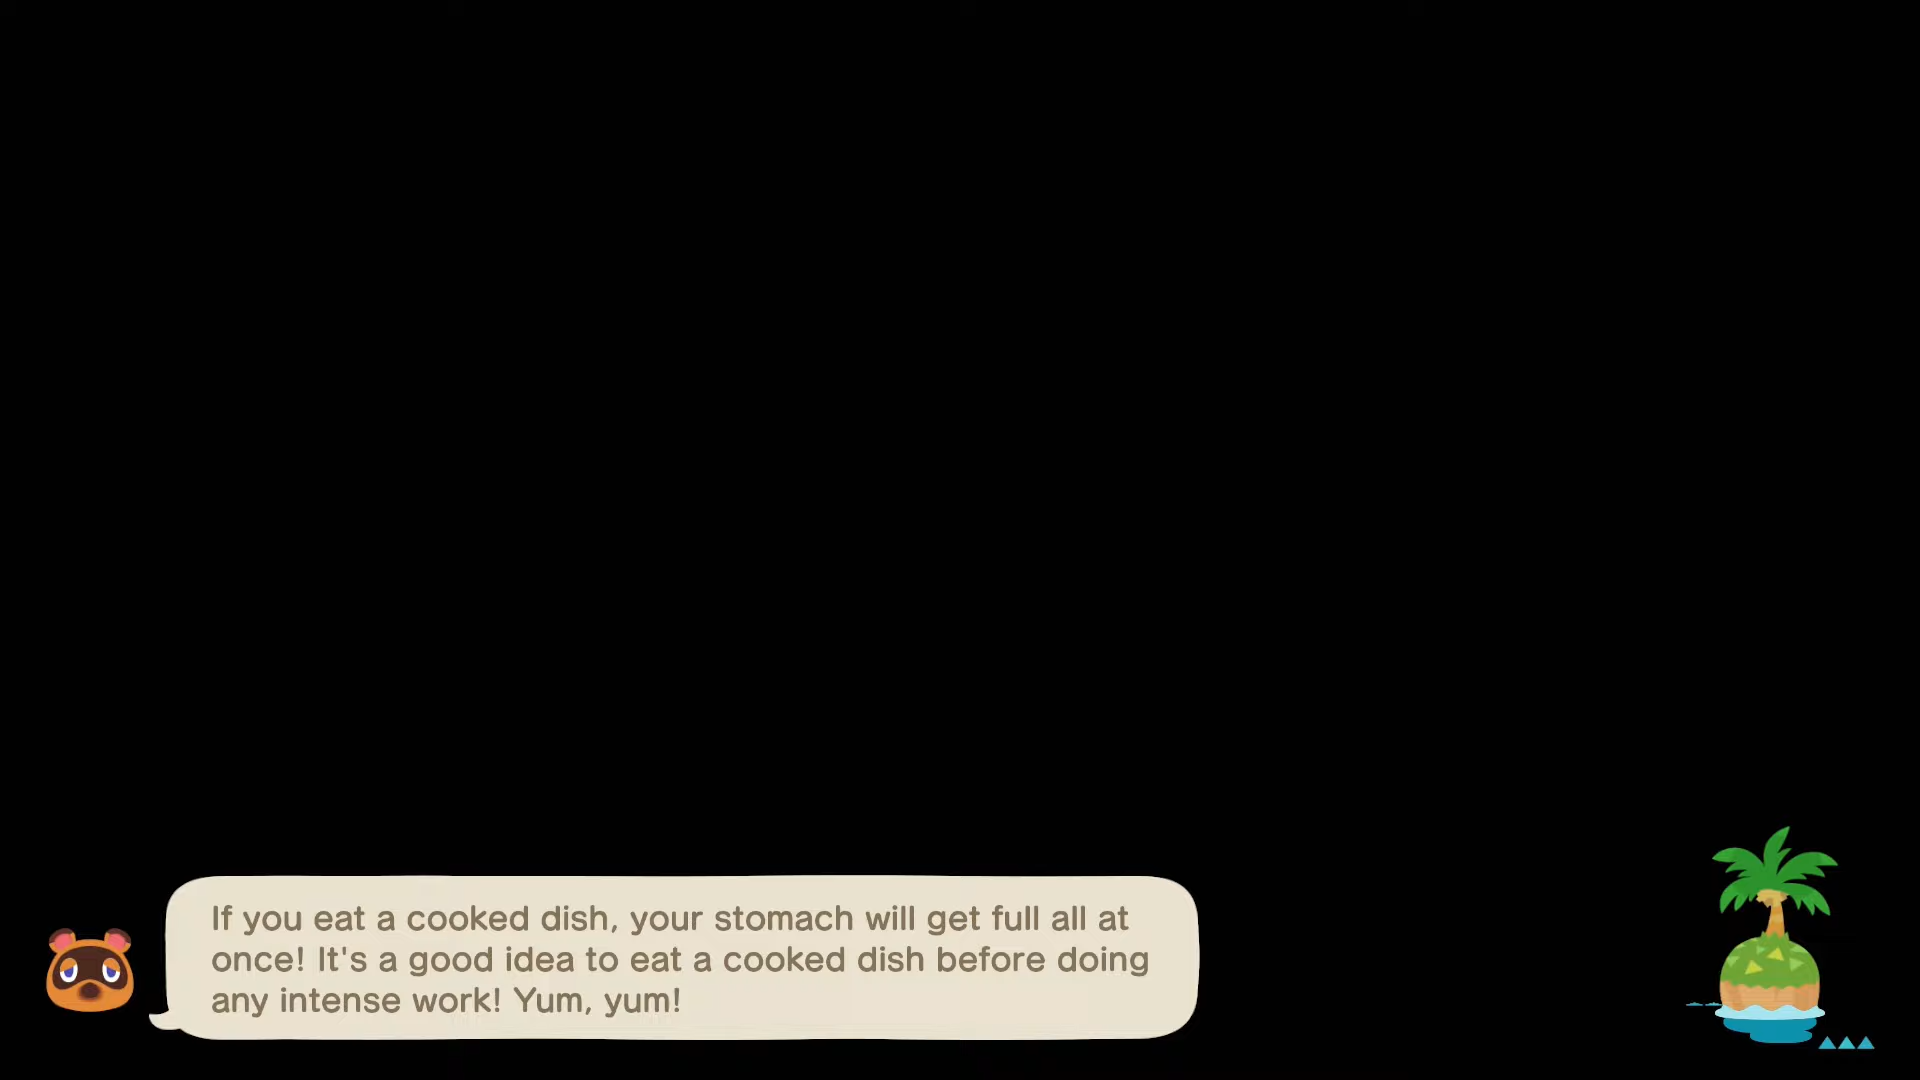 If you eat a cooked dish, your stomach will get full all at
once! It's a good idea to eat a cooked dish before doing
any intense work! Yum, yum!